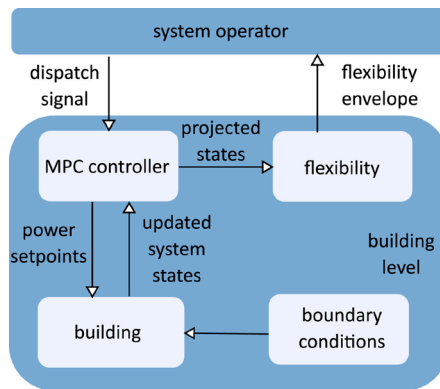 system operator
dispatch
signal
flexibility
envelope
projected
states
MPC controller
flexibility
power
setpoints
updated
system
states
building
level
building
boundary
conditions